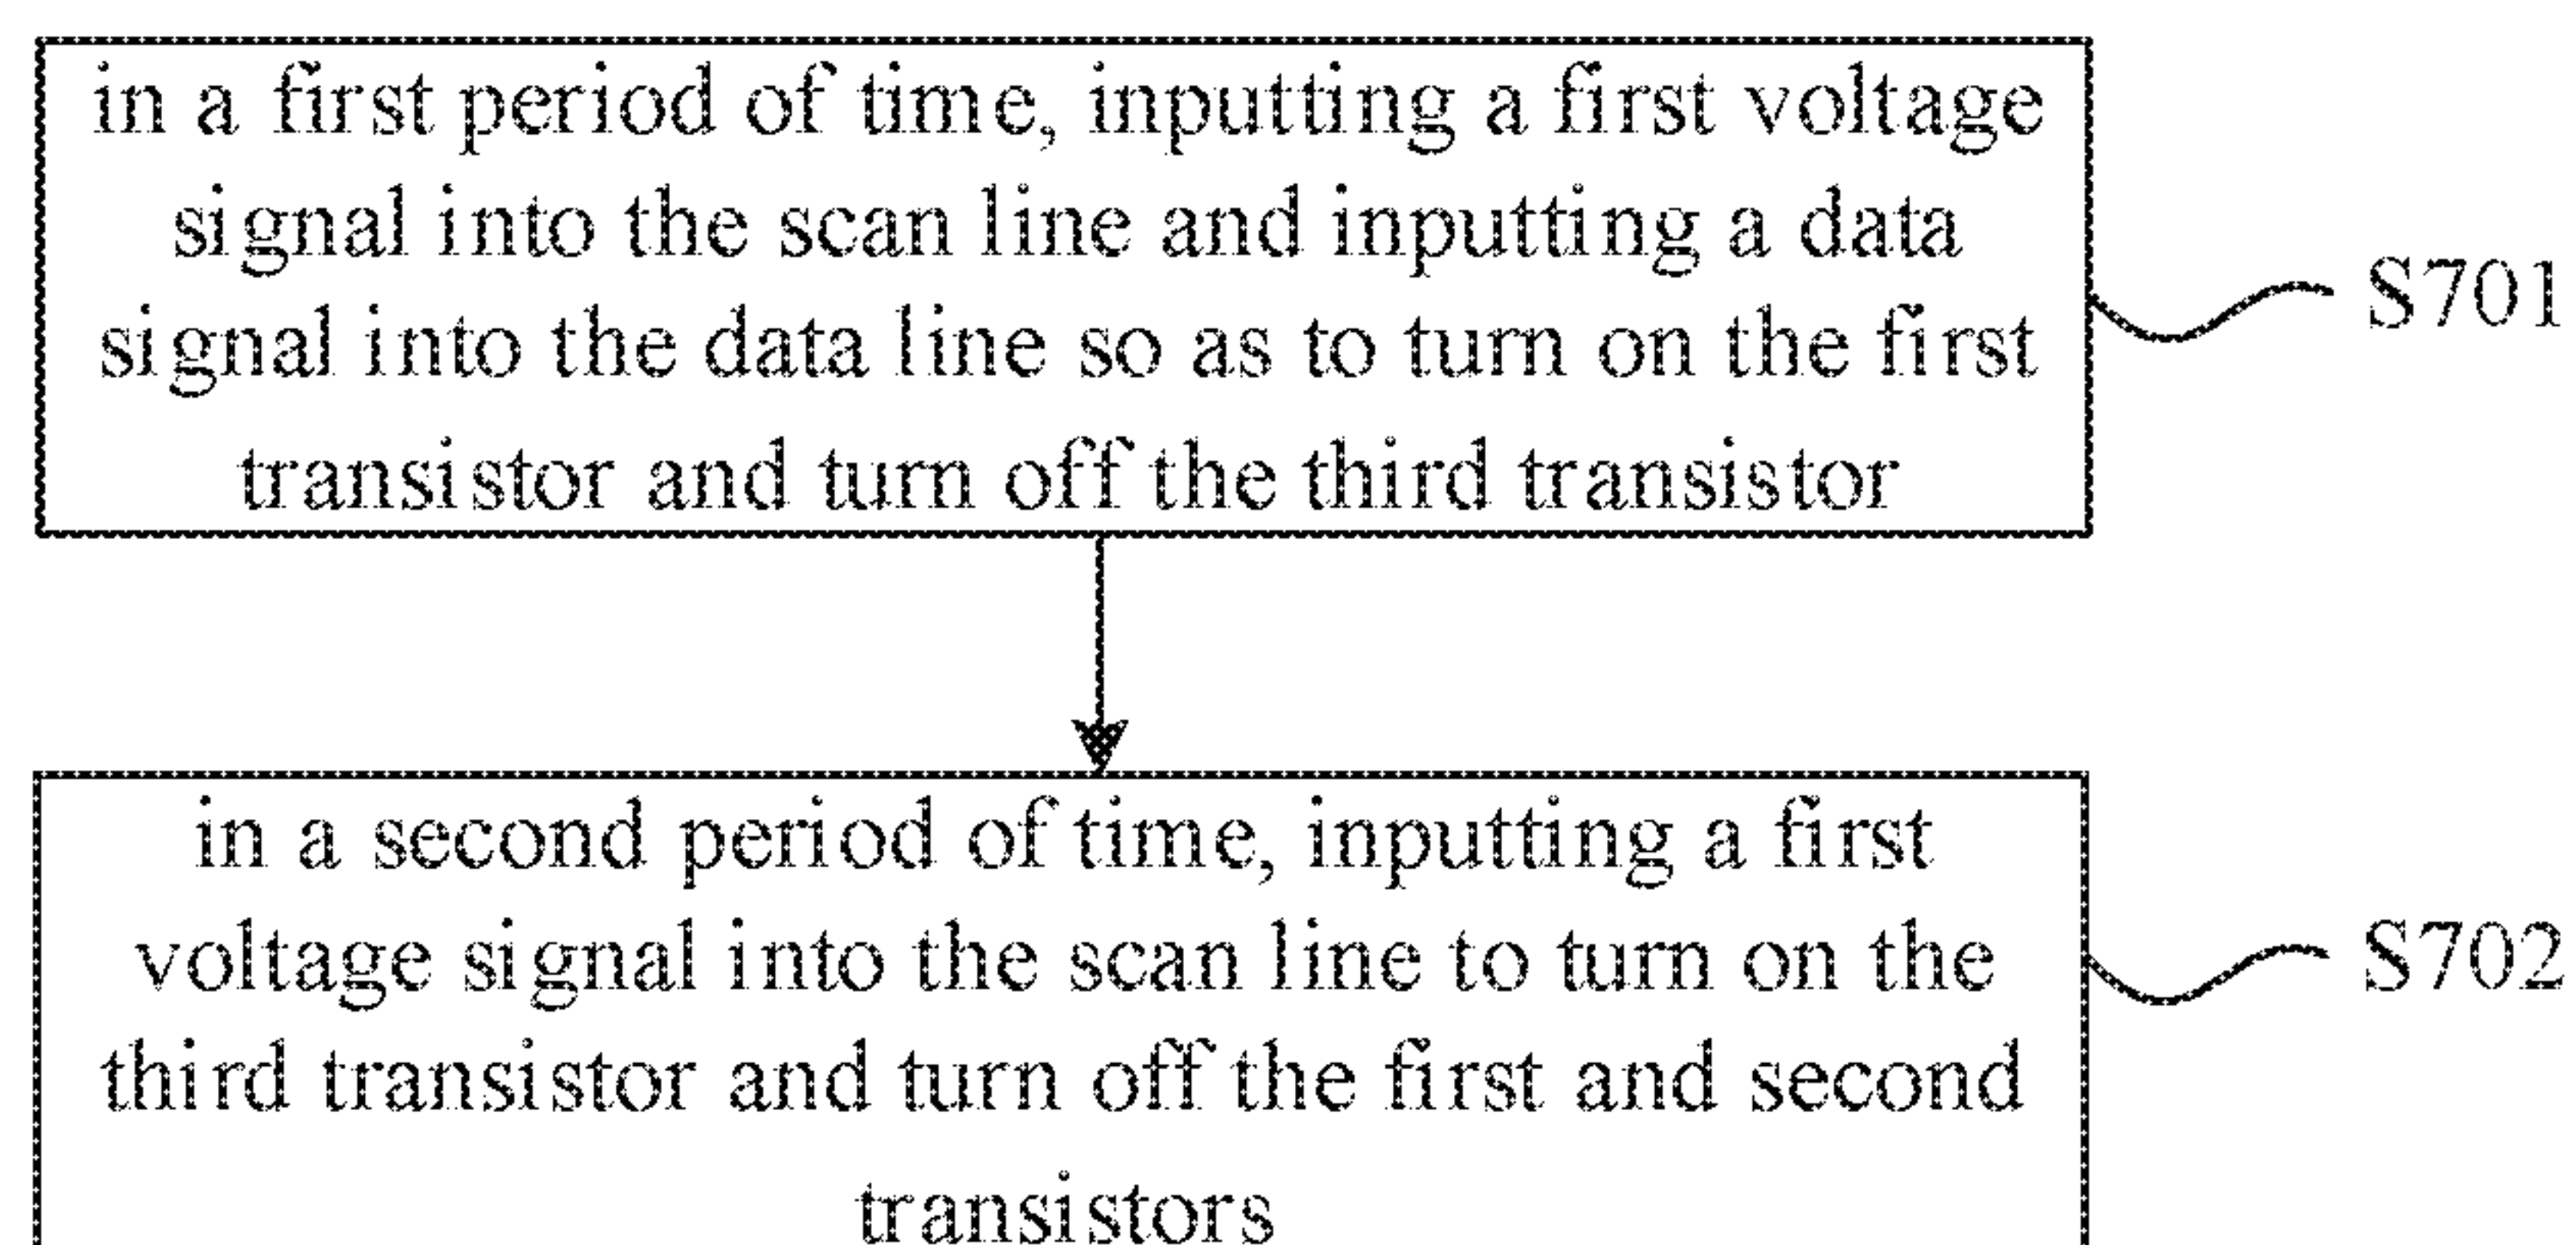 in a first period of time, inputting a first voltage
signal into the scan line and inputting a data
signal into the data line so as to turn on the first
transistor and turn off the third transistor
S701
in a second period of time, inputting a first
voltage signal into the scan line to turn on the
third transistor and turn off the first and second
transistors
S702